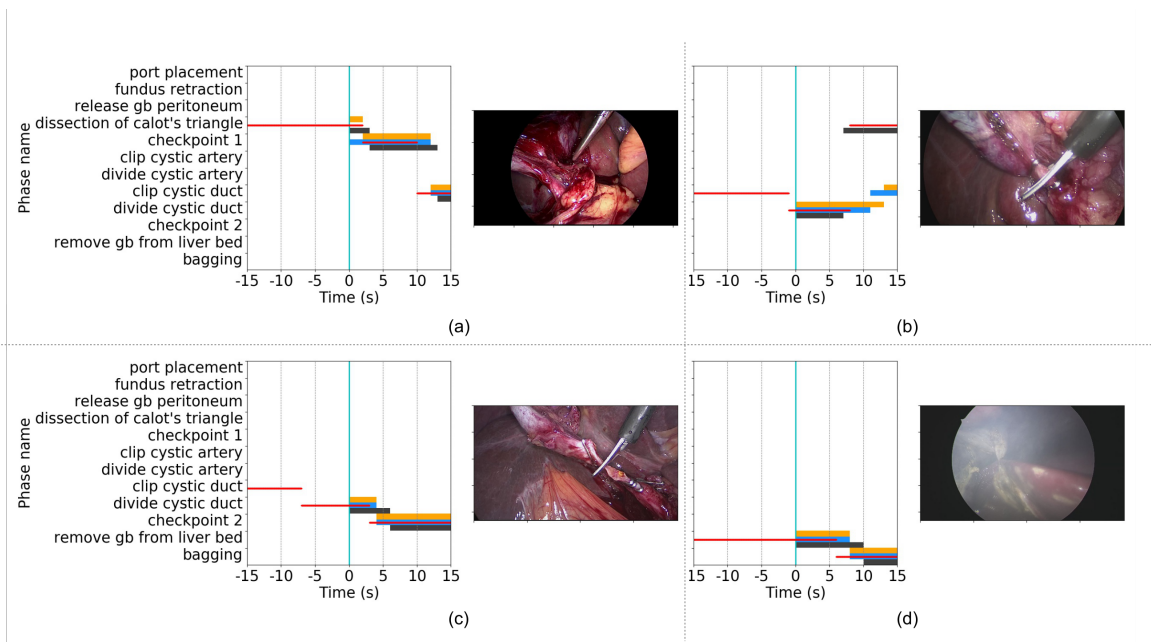 port placement
fundus retraction
release gb peritoneum
dissection of calot's triangle
checkpoint 1
clip cystic artery
divide cystic artery
clip cystic duct
divide cystic duct
checkpoint 2
remove gb from liver bed
bagging
Phase name
-15 -10 -5 0 5 10 15
Time (s)
(a)
15 -10 -5 0 5 10 15
Time (s)
(b)
port placement
fundus retraction
release gb peritoneum
dissection of calot's triangle
checkpoint 1
clip cystic artery
divide cystic artery
clip cystic duct
divide cystic duct
checkpoint 2
remove gb from liver bed
bagging
Phase name
-15 -10 -5 0 5 10 15
Time (s)
(c)
15 -10 -5 0 5 10 15
Time (s)
(d)